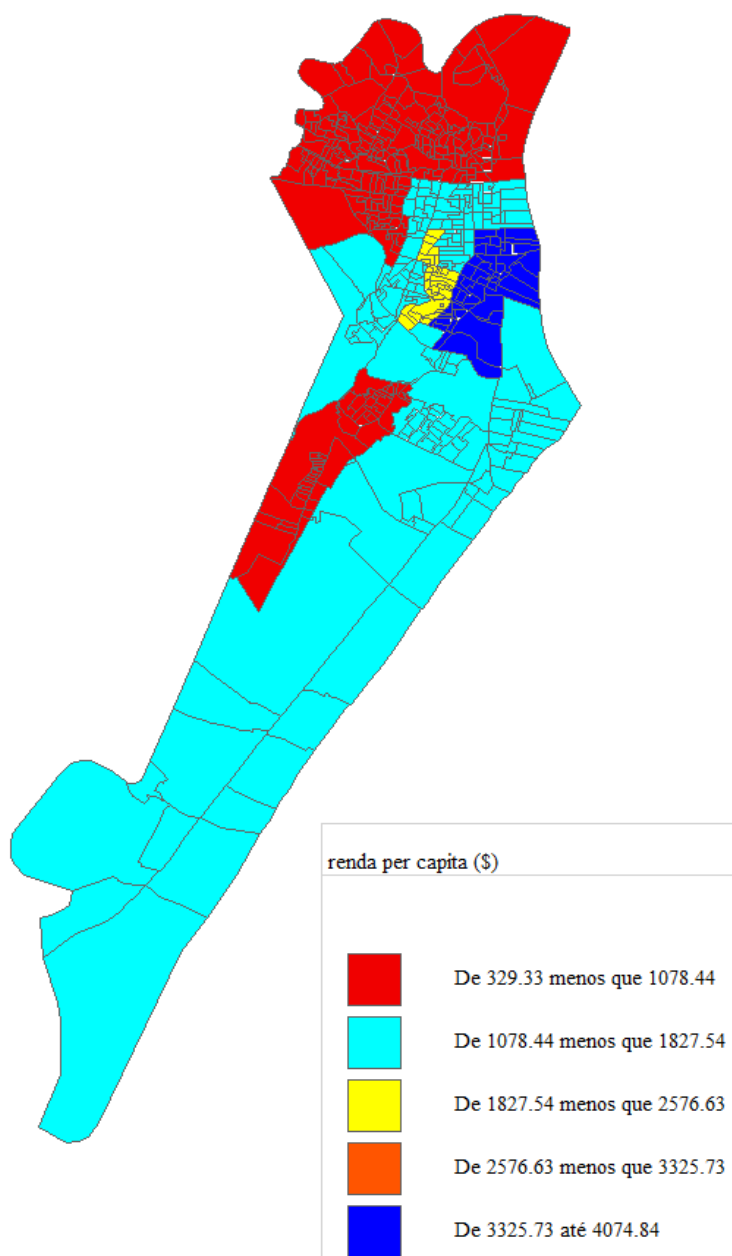 renda per capita ($)
De 329.33 menos que 1078.44
De 1078.44 menos que 1827.54
De 1827.54 menos que 2576.63
De 2576.63 menos que 3325.73
De 3325.73 até 4074.84